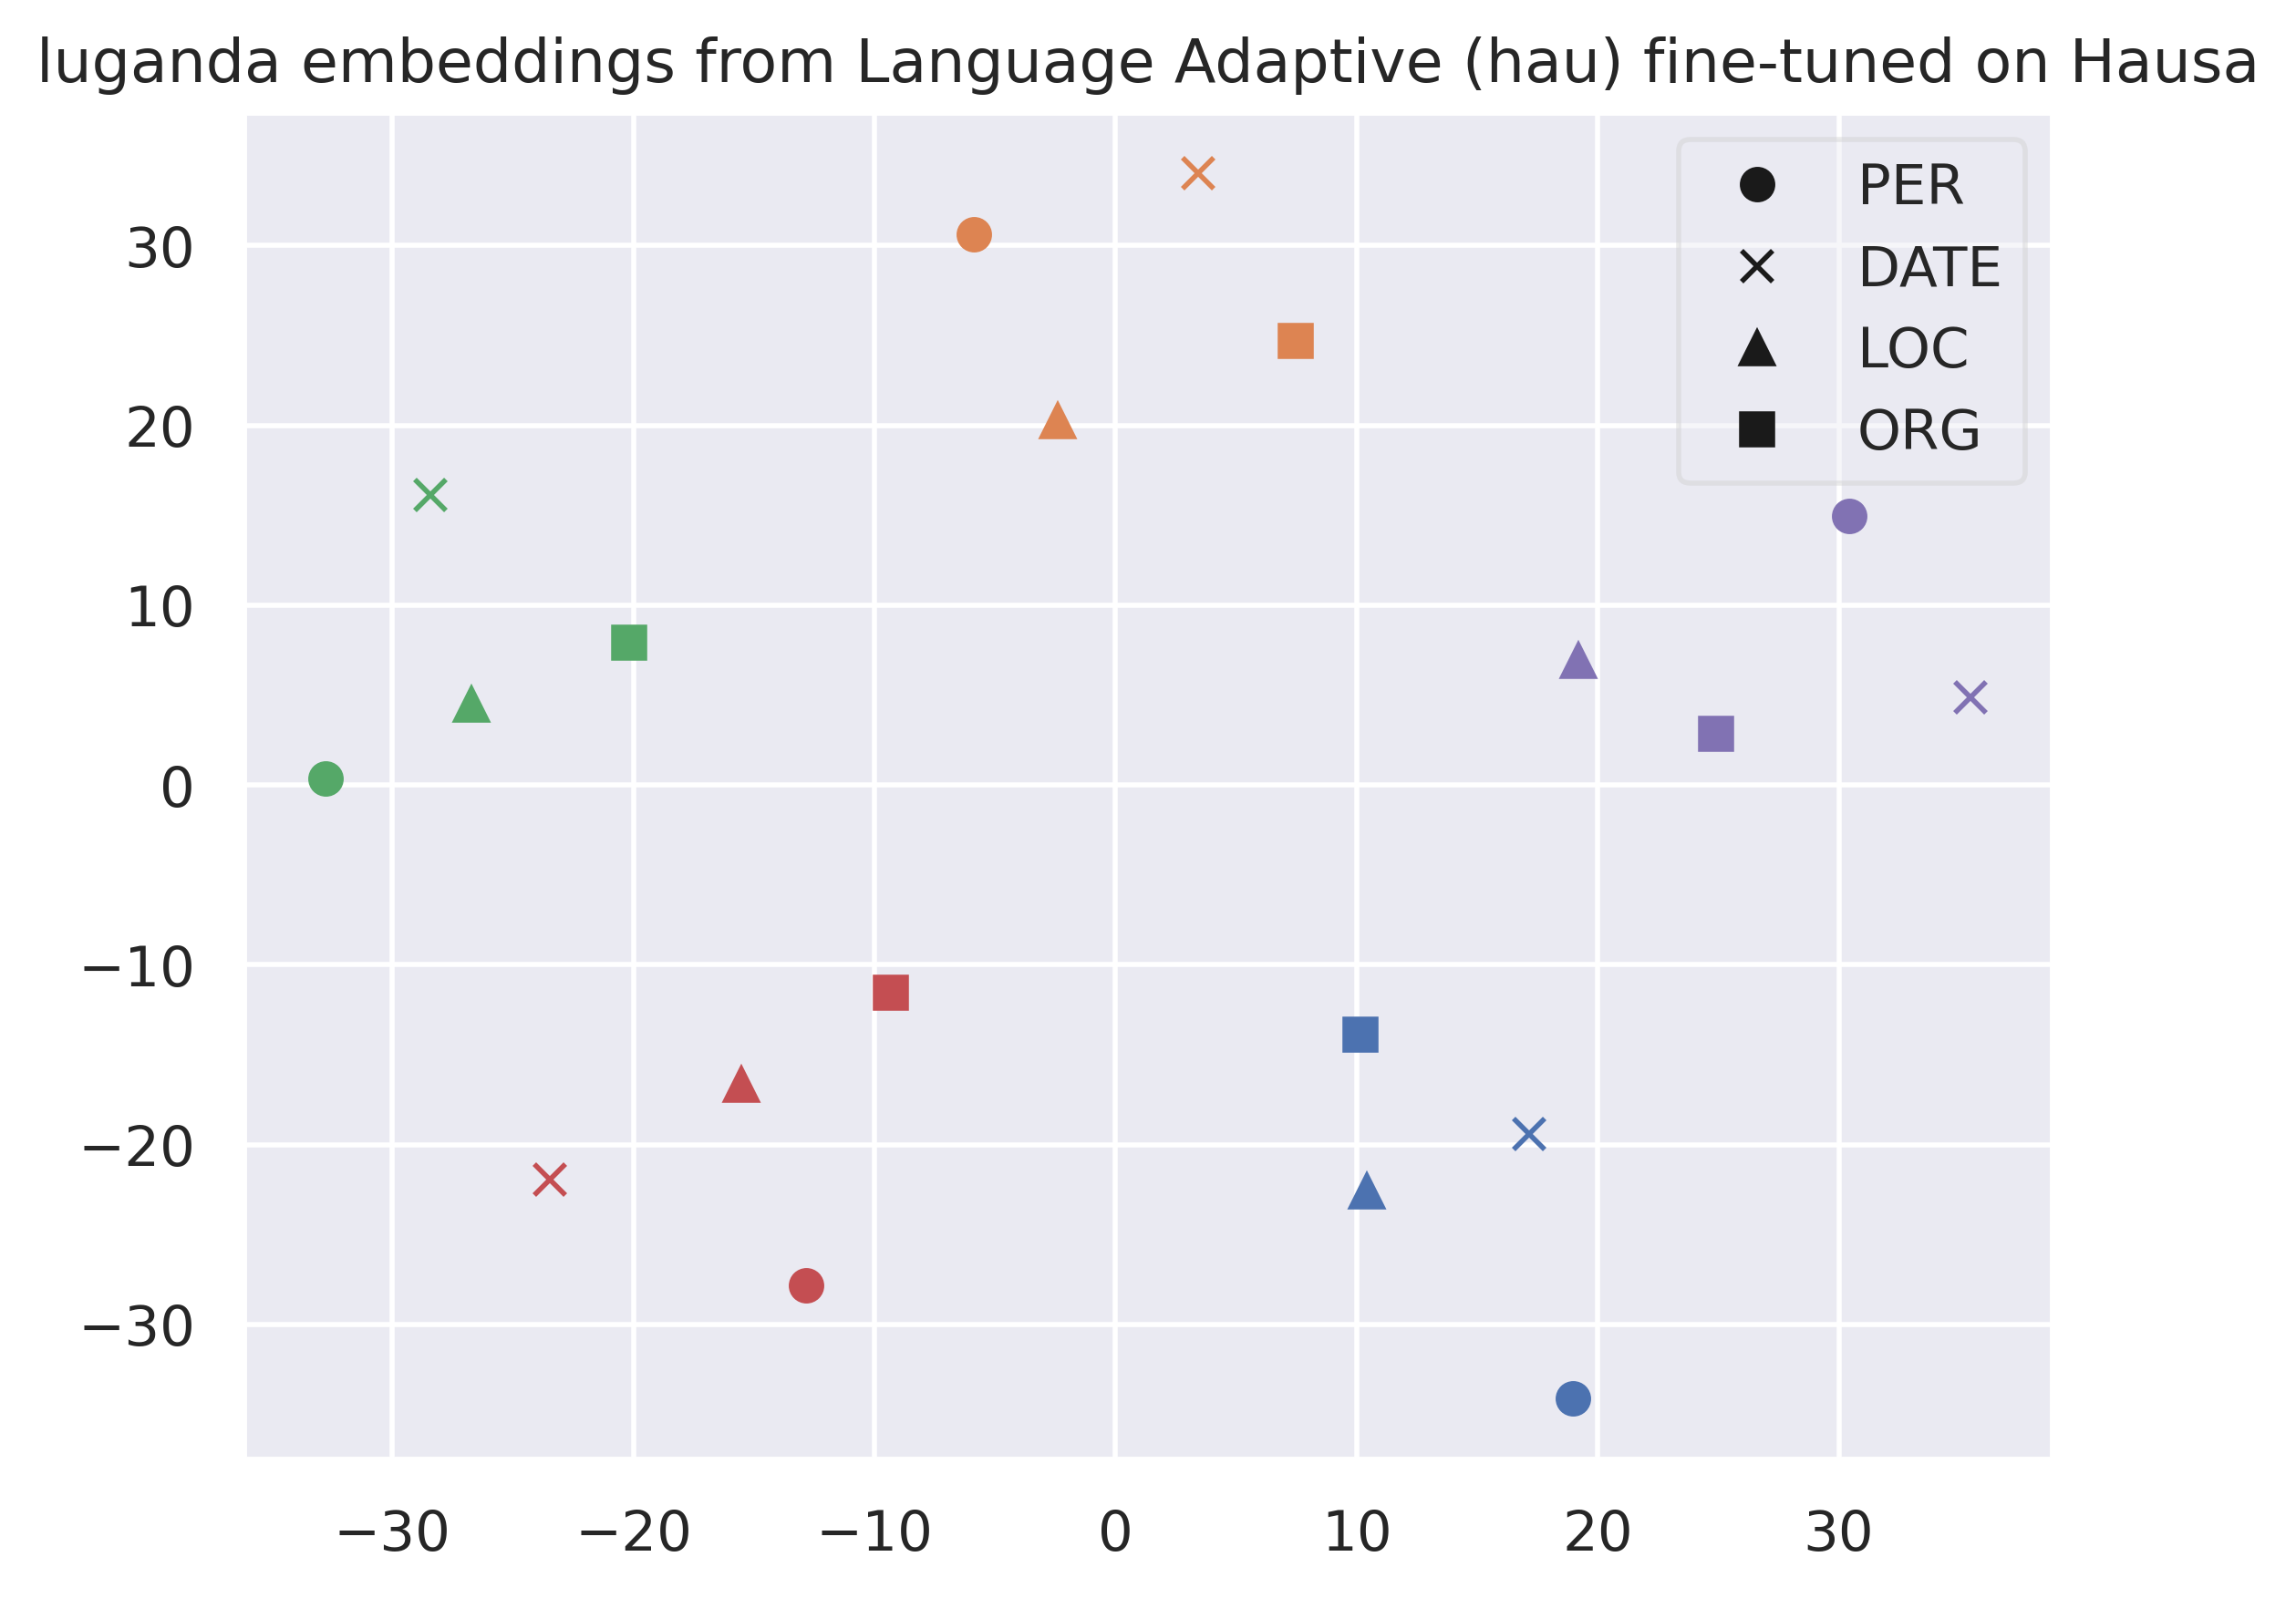 luganda embeddings from Language Adaptive (hau) fine-tuned on Hausa
PER
DATE
LOC
ORG
30
20
10
0
−10
−20
−30
−30 −20 −10 0 10 20 30